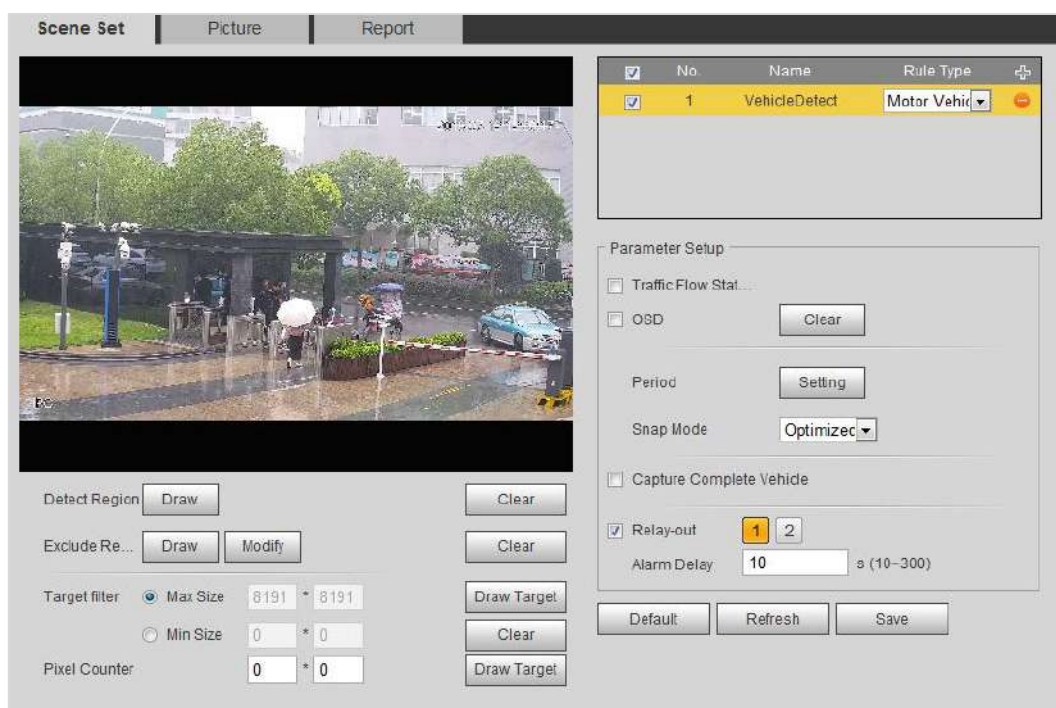 Scene Set Picture Report
No. Name Rule Type
1 VehicleDetect Motor Vehic
Parameter Setup
Traffic Flow Stat...
OSD Clear
Period Setting
Snap Mode Optimizec
Capture Complete Vehicle
Relay-out 1 2
Alarm Delay 10 s (10~300)
Default Refresh Save
Detect Region Draw Clear
Exclude Re... Draw Modify Clear
Target filter Max Size 8191 * 8191 Draw Target
Min Size 0 * 0 Clear
Pixel Counter 0 * 0 Draw Target